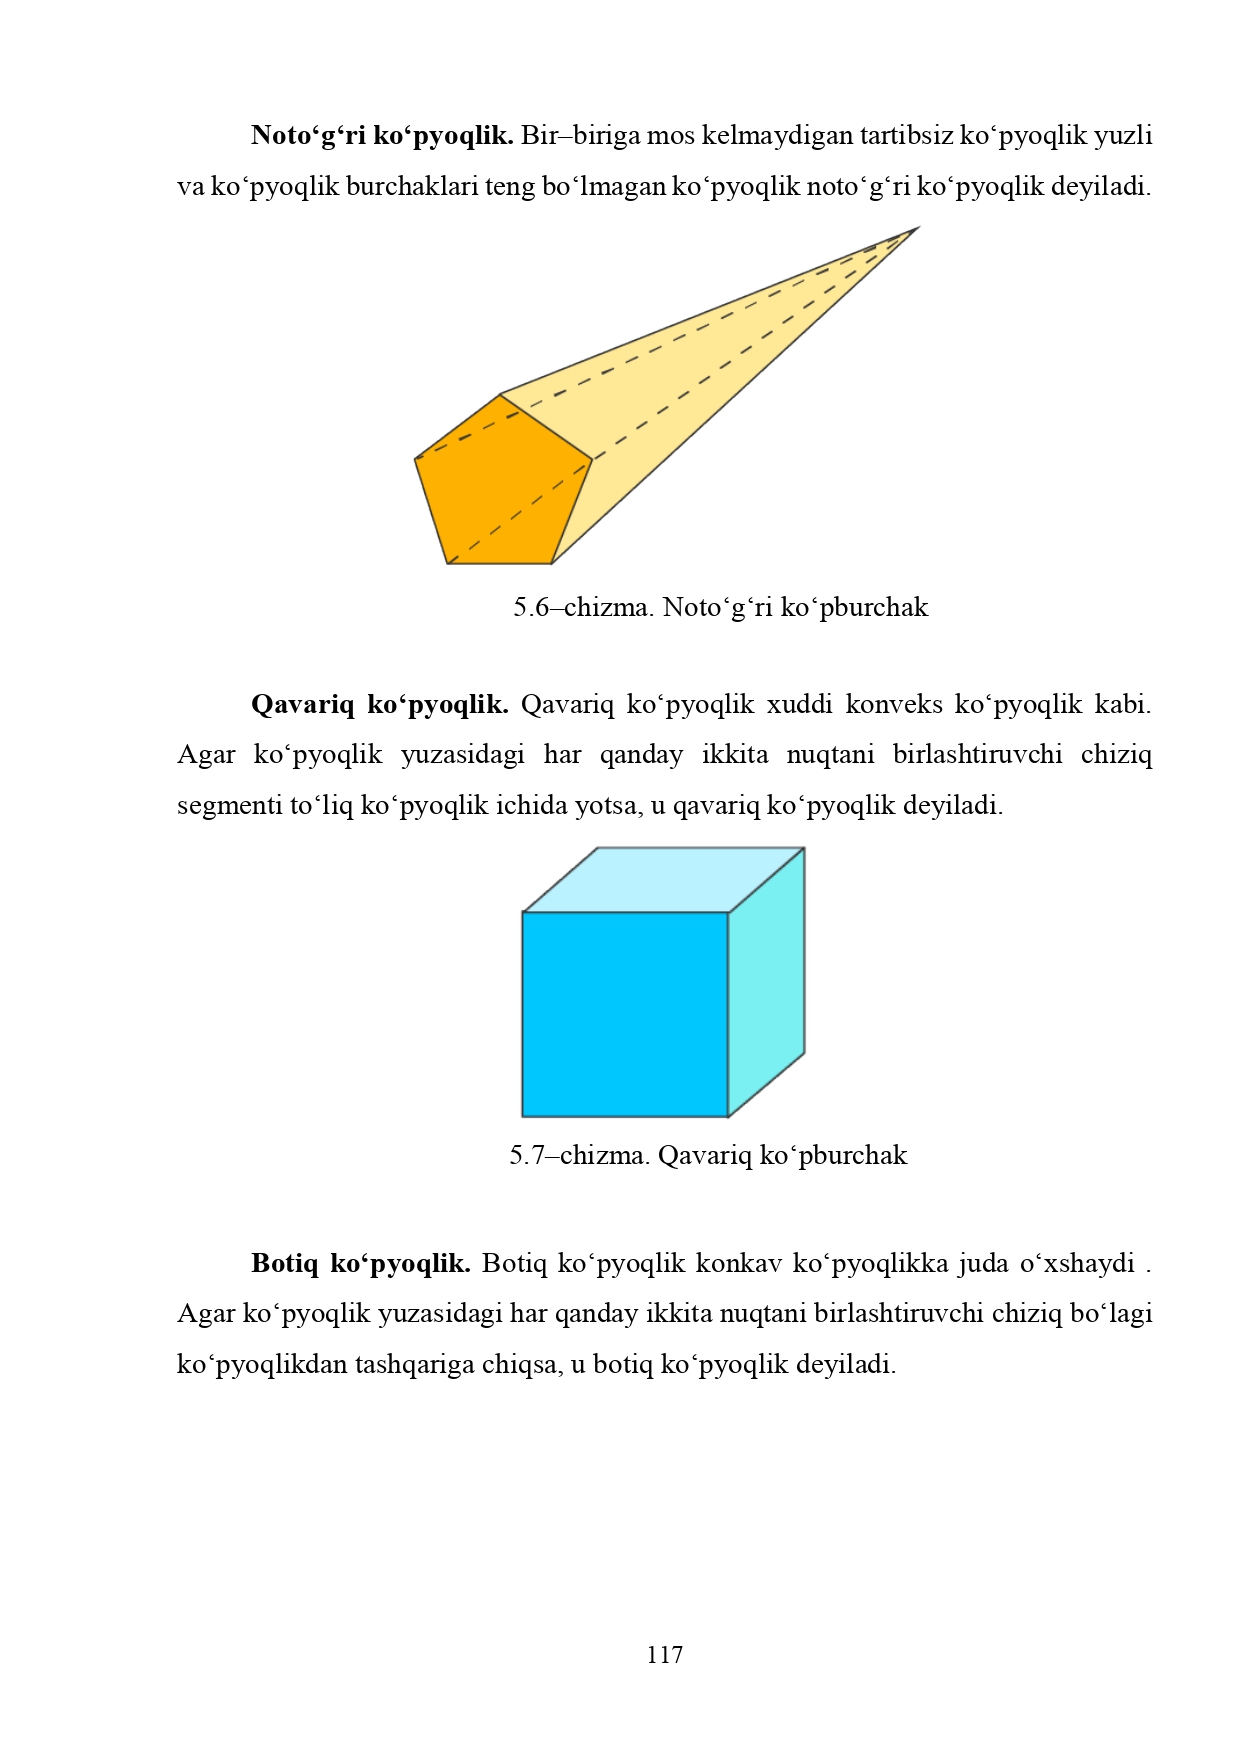 Noto‘g‘ri ko‘pyoqlik. Bir–biriga mos kelmaydigan tartibsiz ko‘pyoqlik yuzli
va ko‘pyoqlik burchaklari teng bo‘lmagan ko‘pyoqlik noto‘g‘ri ko‘pyoqlik deyiladi.
5.6–chizma. Noto‘g‘ri ko‘pburchak
Qavariq ko‘pyoqlik. Qavariq ko‘pyoqlik xuddi konveks ko‘pyoqlik kabi.
Agar ko‘pyoqlik yuzasidagi har qanday ikkita nuqtani birlashtiruvchi chiziq
segmenti to‘liq ko‘pyoqlik ichida yotsa, u qavariq ko‘pyoqlik deyiladi.
5.7–chizma. Qavariq ko‘pburchak
Botiq ko‘pyoqlik. Botiq ko‘pyoqlik konkav ko‘pyoqlikka juda o‘xshaydi .
Agar ko‘pyoqlik yuzasidagi har qanday ikkita nuqtani birlashtiruvchi chiziq bo‘lagi
ko‘pyoqlikdan tashqariga chiqsa, u botiq ko‘pyoqlik deyiladi.
117